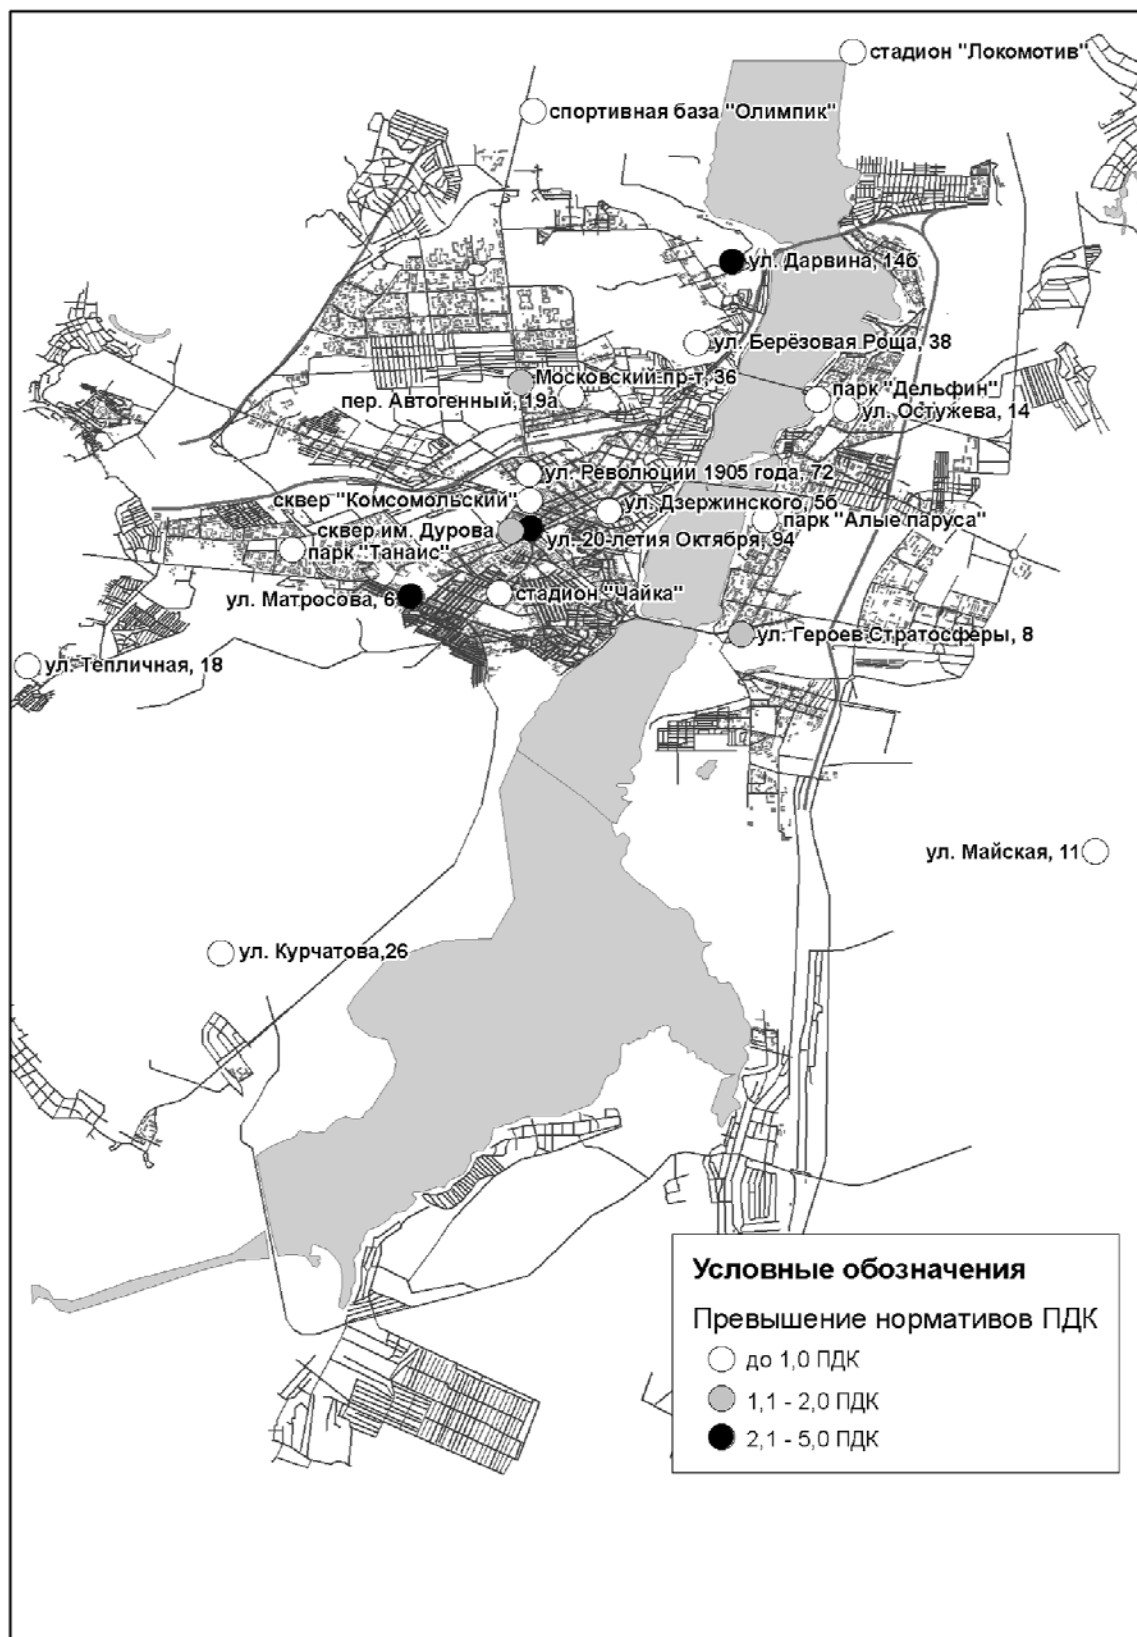 стадион "Локомотив"
спортивная база "Олимпик"
ул. Дарвина, 14б
ул. Берёзовая Роща, 38
Московский пр-т, 36
парк "Дельфин"
пер. Автогенный, 19а
ул. Остужева, 14
ул. Революции 1905 года, 72
сквер "Комсомольский"
ул. Дзержинского, 5б
парк "Алые паруса"
сквер им. Дурова
ул. 20-летия Октября, 94
парк "Танаис"
стадион "Чайка"
ул. Матросова, 6
ул. Героев Стратосферы, 8
ул. Тепличная, 18
ул. Майская, 11
ул. Курчатова,26
Условные обозначения
Превышение нормативов ПДК
до 1,0 ПДК
1,1 - 2,0 ПДК
2,1 - 5,0 ПДК